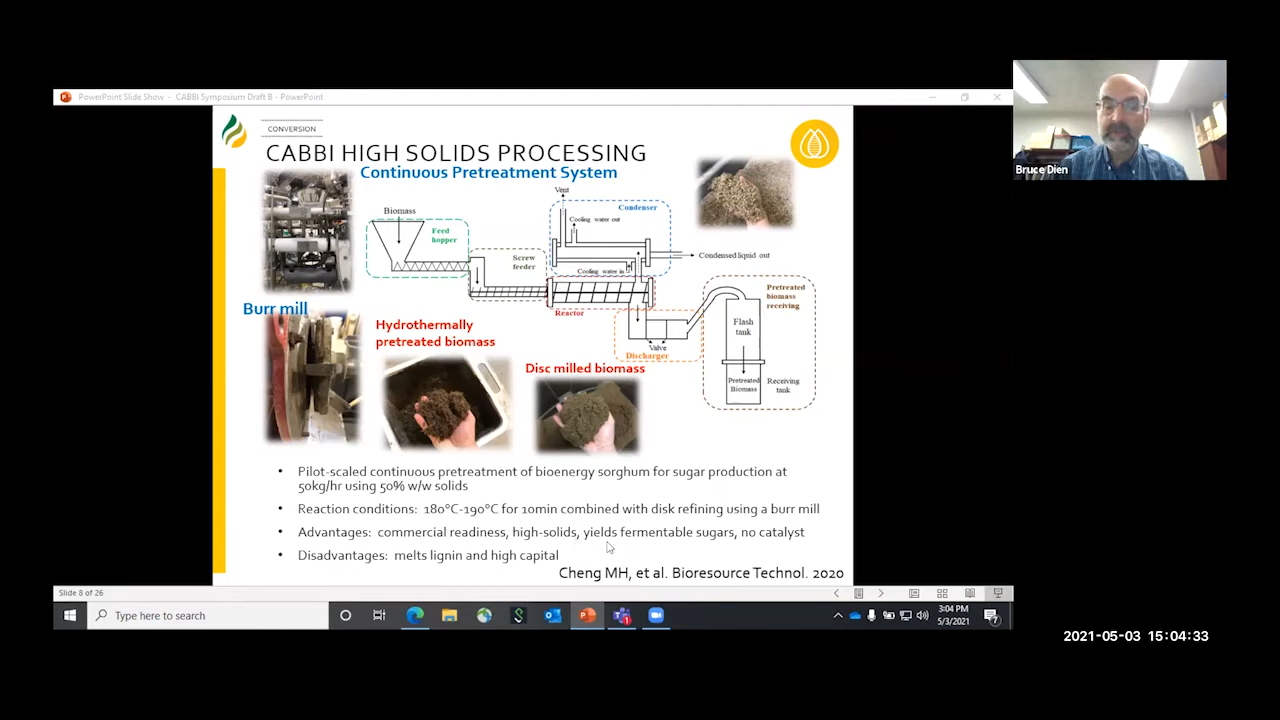 PowerPoint Slide Show - CABBI Symposium Draft B - PowerPoint
CONVERSION
CABBI HIGH SOLIDS PROCESSING
Continuous Pretreatment System
Vent
Biomass
Condenser
Cooling water out
Feed
hopper
Screw
feeder
Condensed liquid out
Cooling water in
Pretreated
biomass
receiving
Burr mill
Reactor
Hydrothermally
pretreated biomass
Flash
tank
Valve
Discharger
Disc milled biomass
Pretreated
Biomass
Receiving
tank
• Pilot-scaled continuous pretreatment of bioenergy sorghum for sugar production at
50kg/hr using 50% w/w solids
• Reaction conditions: 180°C-190°C for 10min combined with disk refining using a burr mill
• Advantages: commercial readiness, high-solids, yields fermentable sugars, no catalyst
• Disadvantages: melts lignin and high capital
Cheng MH, et al. Bioresource Technol. 2020
Slide 8 of 26
Type here to search
3:04 PM
5/3/2021
Bruce Dien
2021-05-03 15:04:33